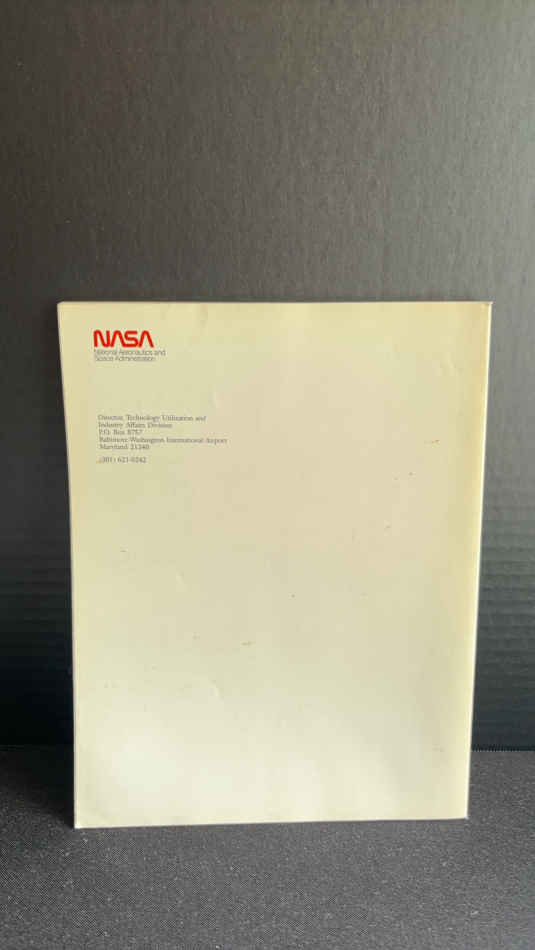 NASA
National Aeronautics and
Space Administration
Director, Technology Utilization and
Industry Affairs Division
P.O. Box 8757
Baltimore/Washington International Airport
Maryland 21240
(301) 621-0242